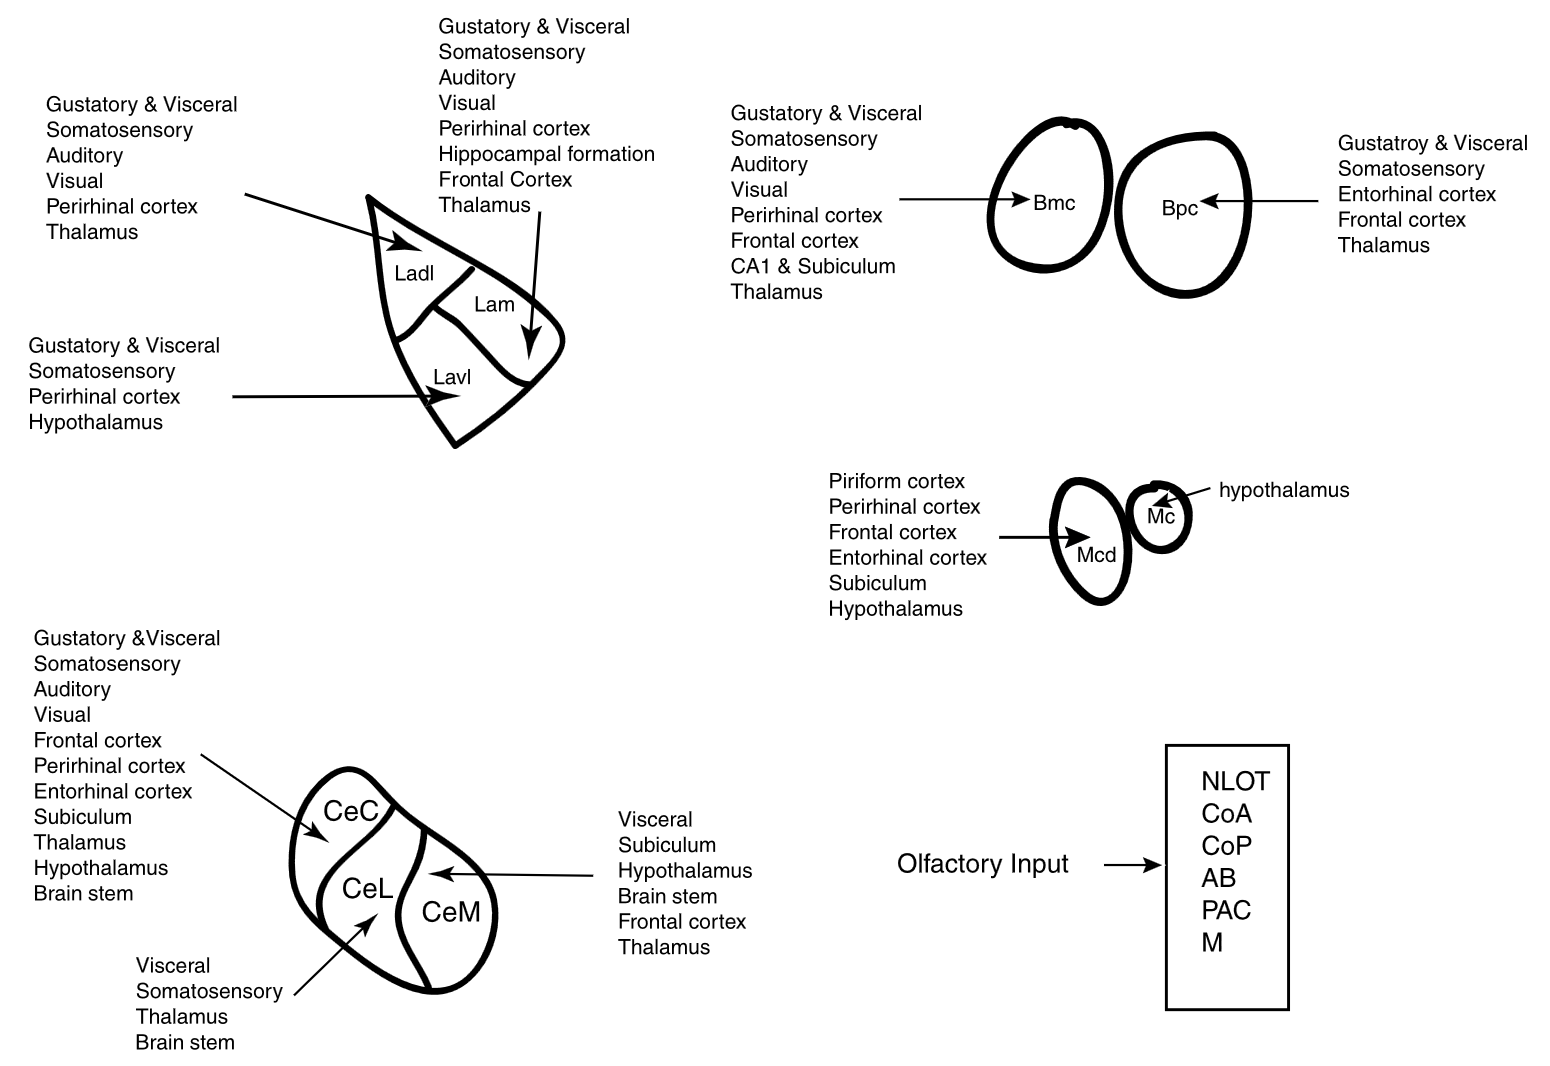 Gustatory & Visceral
Somatosensory
Auditory
Visual
Perirhinal cortex
Thalamus
Gustatory & Visceral
Somatosensory
Auditory
Visual
Perirhinal cortex
Hippocampal formation
Frontal Cortex
Thalamus
Ladl
Lam
Lavl
Gustatory & Visceral
Somatosensory
Perirhinal cortex
Hypothalamus
Gustatory & Visceral
Somatosensory
Auditory
Visual
Perirhinal cortex
Frontal cortex
CA1 & Subiculum
Thalamus
Bmc
Bpc
Gustatroy & Visceral
Somatosensory
Entorhinal cortex
Frontal cortex
Thalamus
Piriform cortex
Perirhinal cortex
Frontal cortex
Entorhinal cortex
Subiculum
Hypothalamus
Mcd
Mc
hypothalamus
Gustatory &Visceral
Somatosensory
Auditory
Visual
Frontal cortex
Perirhinal cortex
Entorhinal cortex
Subiculum
Thalamus
Hypothalamus
Brain stem
CeC
CeL
CeM
Visceral
Subiculum
Hypothalamus
Brain stem
Frontal cortex
Thalamus
Visceral
Somatosensory
Thalamus
Brain stem
Olfactory Input
NLOT
CoA
CoP
AB
PAC
M